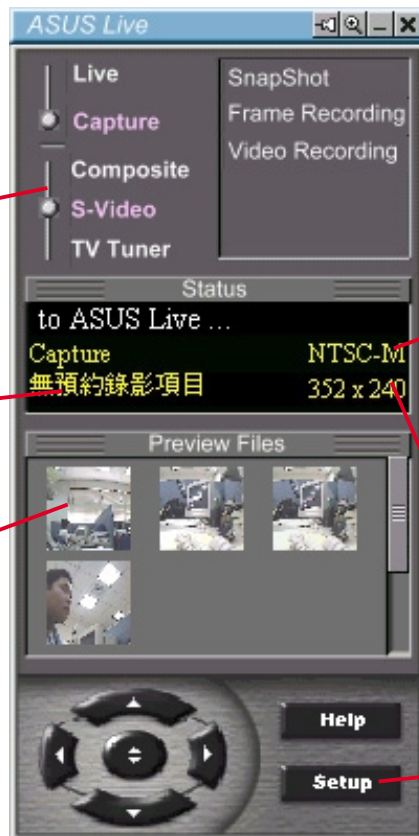 ASUS Live
Live
Capture
Composite
S-Video
TV Tuner
SnapShot
Frame Recording
Video Recording
Status
to ASUS Live ...
Capture NTSC-M
無預約錄影項目 352 x 240
Preview Files
Help
Setup